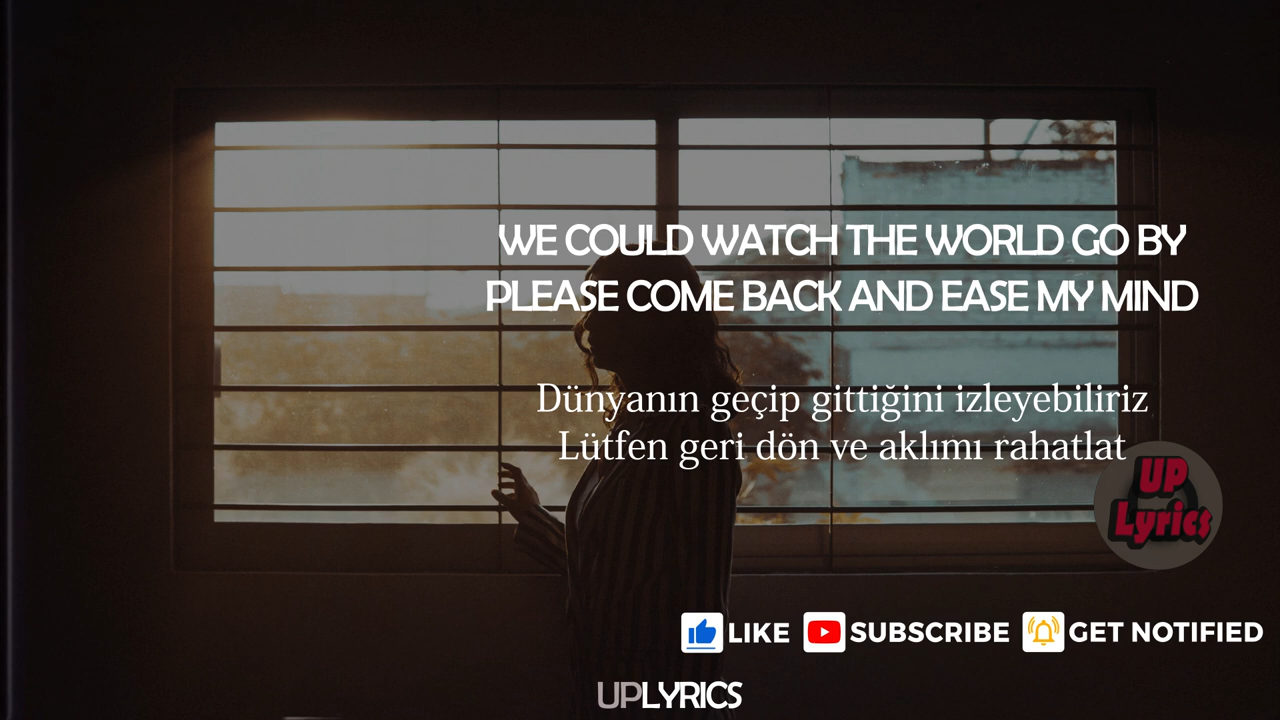 WE COULD WATCH THE WORLD GO BY
PLEASE COME BACK AND EASE MY MIND
Dünyanın geçip gittiğini izleyebiliriz
Lütfen geri dön ve aklımı rahatlat
UP
Lyrics
LIKE SUBSCRIBE GET NOTIFIED
UPLYRICS